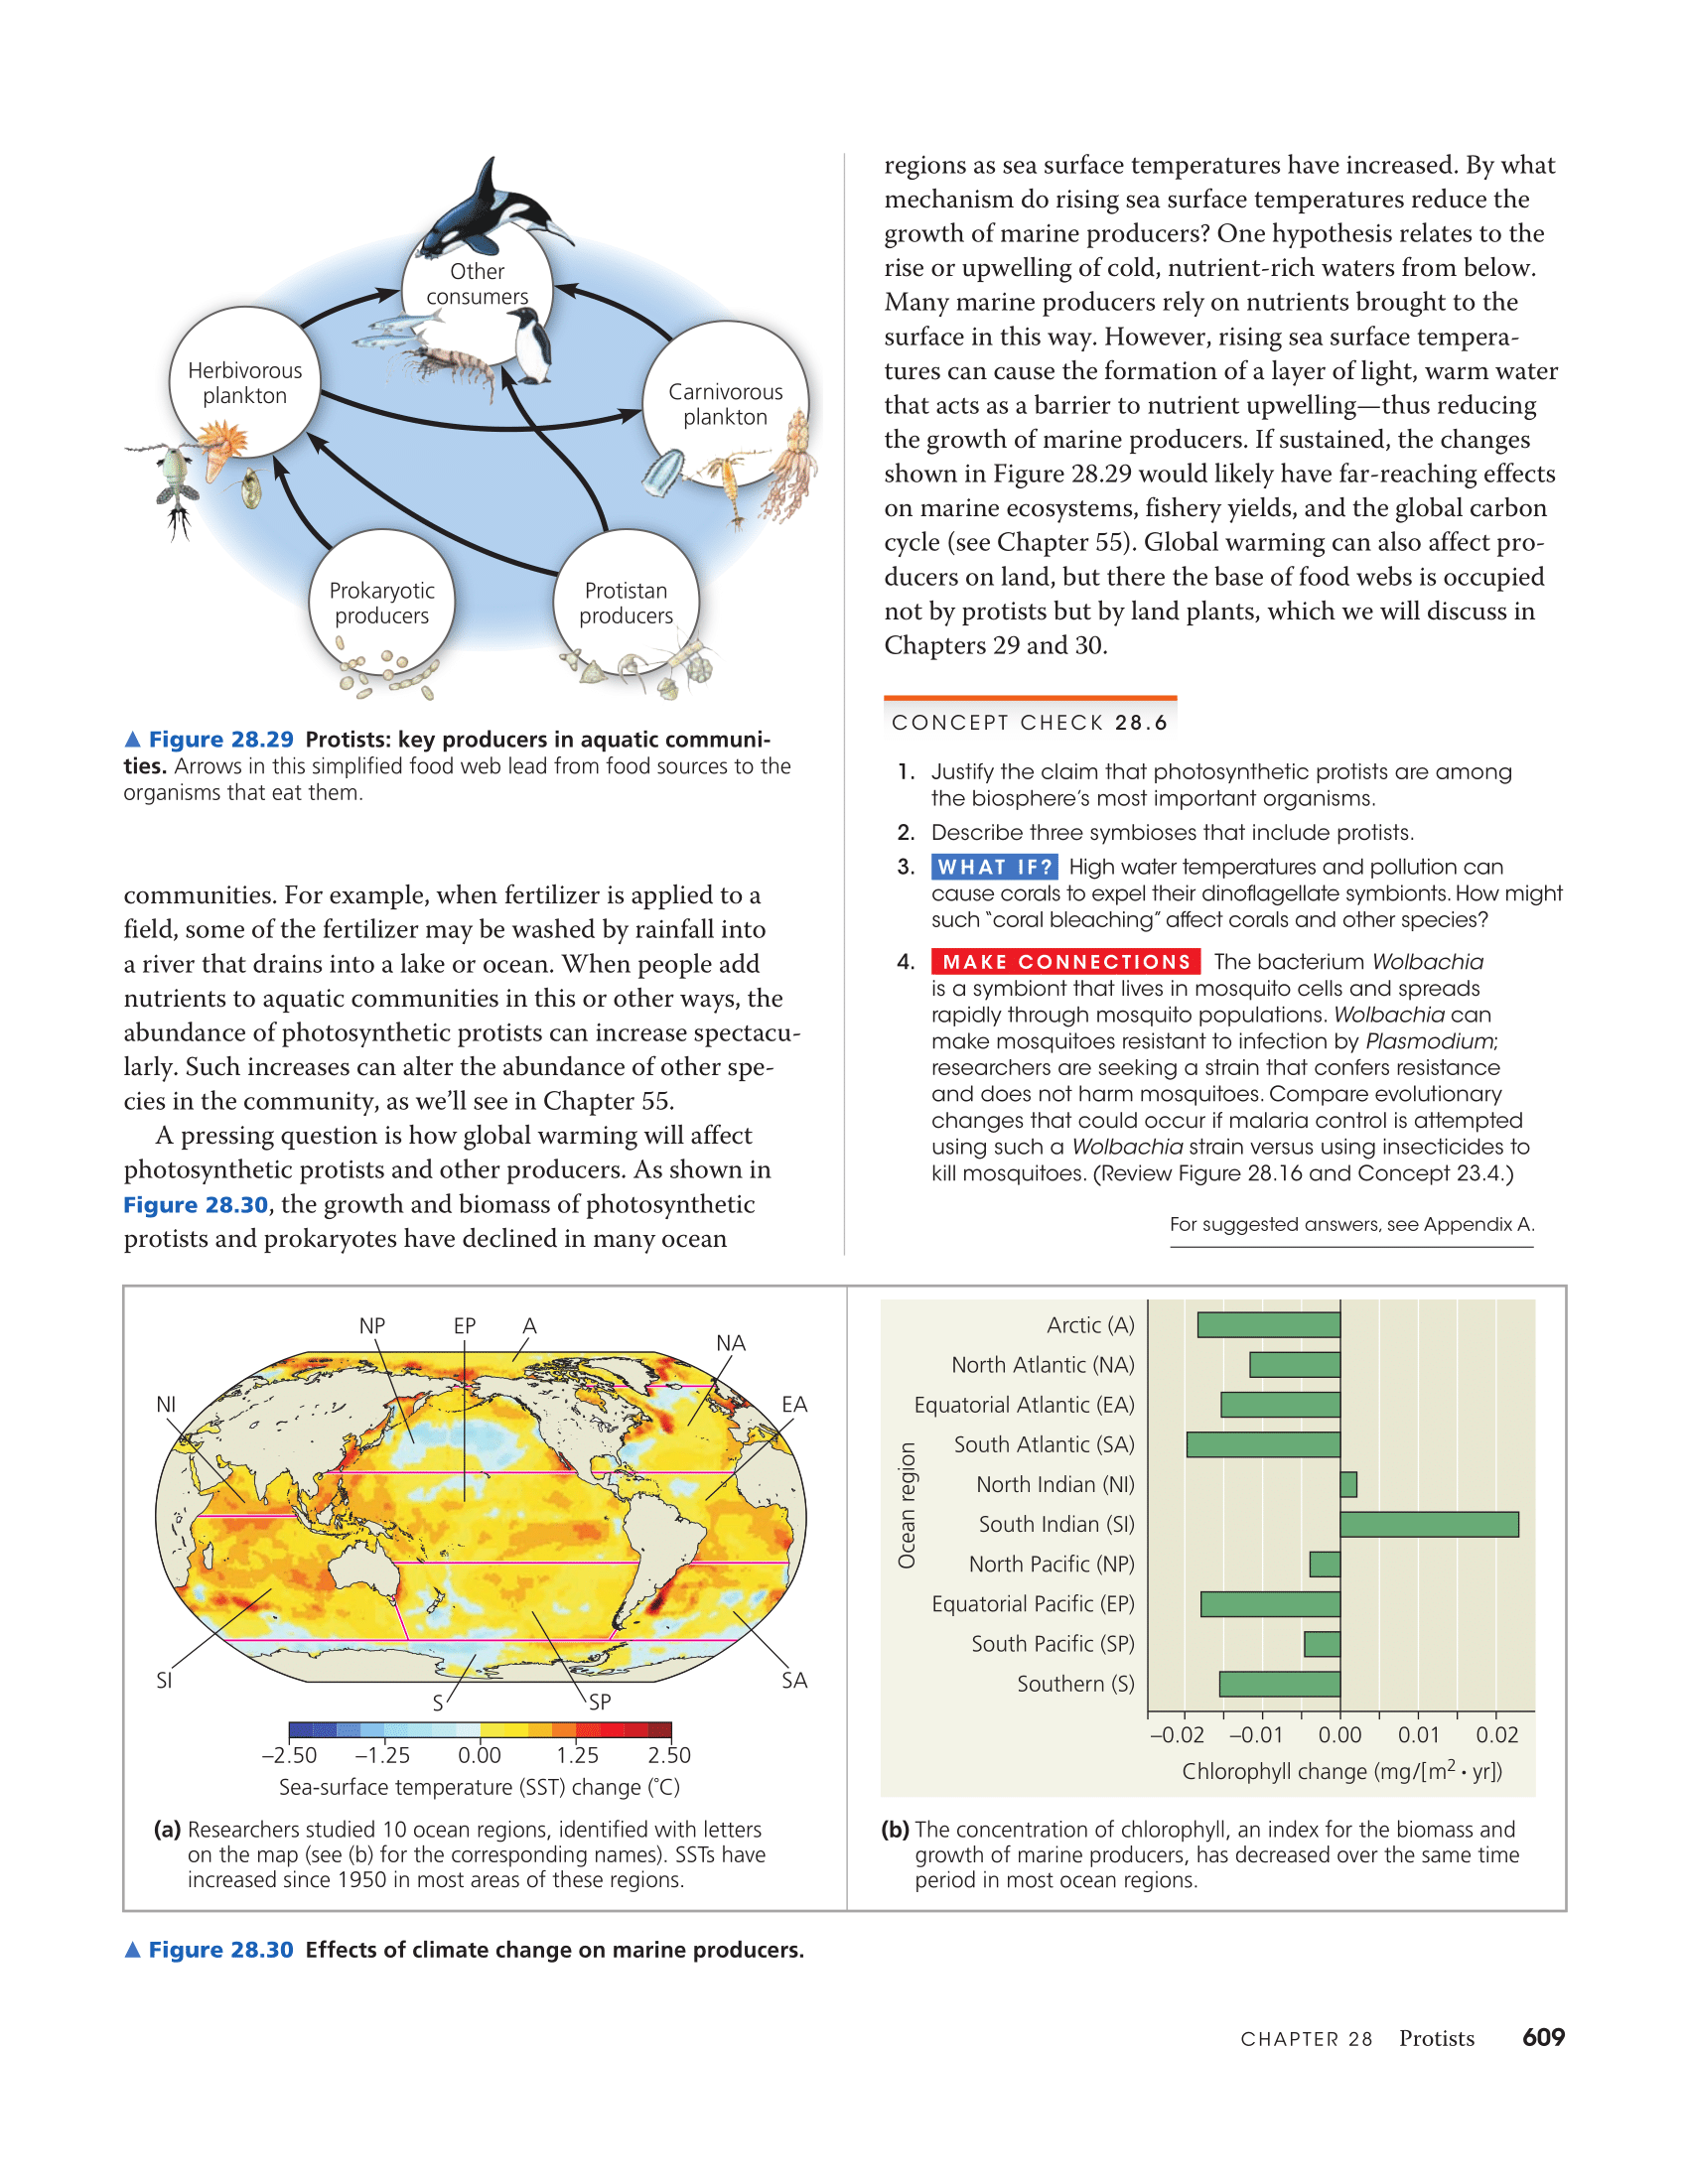 Other
consumers
Herbivorous
plankton
Carnivorous
plankton
Prokaryotic
producers
Protistan
producers
▲ Figure 28.29 Protists: key producers in aquatic communi-
ties. Arrows in this simplified food web lead from food sources to the
organisms that eat them.
communities. For example, when fertilizer is applied to a
field, some of the fertilizer may be washed by rainfall into
a river that drains into a lake or ocean. When people add
nutrients to aquatic communities in this or other ways, the
abundance of photosynthetic protists can increase spectacu-
larly. Such increases can alter the abundance of other spe-
cies in the community, as we'll see in Chapter 55.
A pressing question is how global warming will affect
photosynthetic protists and other producers. As shown in
Figure 28.30, the growth and biomass of photosynthetic
protists and prokaryotes have declined in many ocean
regions as sea surface temperatures have increased. By what
mechanism do rising sea surface temperatures reduce the
growth of marine producers? One hypothesis relates to the
rise or upwelling of cold, nutrient-rich waters from below.
Many marine producers rely on nutrients brought to the
surface in this way. However, rising sea surface tempera-
tures can cause the formation of a layer of light, warm water
that acts as a barrier to nutrient upwelling—thus reducing
the growth of marine producers. If sustained, the changes
shown in Figure 28.29 would likely have far-reaching effects
on marine ecosystems, fishery yields, and the global carbon
cycle (see Chapter 55). Global warming can also affect pro-
ducers on land, but there the base of food webs is occupied
not by protists but by land plants, which we will discuss in
Chapters 29 and 30.
CONCEPT CHECK 28.6
1. Justify the claim that photosynthetic protists are among
the biosphere's most important organisms.
2. Describe three symbioses that include protists.
3. WHAT IF? High water temperatures and pollution can
cause corals to expel their dinoflagellate symbionts. How might
such "coral bleaching" affect corals and other species?
4. MAKE CONNECTIONS The bacterium Wolbachia
is a symbiont that lives in mosquito cells and spreads
rapidly through mosquito populations. Wolbachia can
make mosquitoes resistant to infection by Plasmodium;
researchers are seeking a strain that confers resistance
and does not harm mosquitoes. Compare evolutionary
changes that could occur if malaria control is attempted
using such a Wolbachia strain versus using insecticides to
kill mosquitoes. (Review Figure 28.16 and Concept 23.4.)
For suggested answers, see Appendix A.
NP EP A
NA
NI
EA
SI
SA
S
SP
–2.50 –1.25 0.00 1.25 2.50
Sea-surface temperature (SST) change (°C)
(a) Researchers studied 10 ocean regions, identified with letters
on the map (see (b) for the corresponding names). SSTs have
increased since 1950 in most areas of these regions.
Ocean region
Arctic (A)
North Atlantic (NA)
Equatorial Atlantic (EA)
South Atlantic (SA)
North Indian (NI)
South Indian (SI)
North Pacific (NP)
Equatorial Pacific (EP)
South Pacific (SP)
Southern (S)
–0.02 –0.01 0.00 0.01 0.02
Chlorophyll change (mg/[m² • yr])
(b) The concentration of chlorophyll, an index for the biomass and
growth of marine producers, has decreased over the same time
period in most ocean regions.
▲ Figure 28.30 Effects of climate change on marine producers.
CHAPTER 28 Protists 609